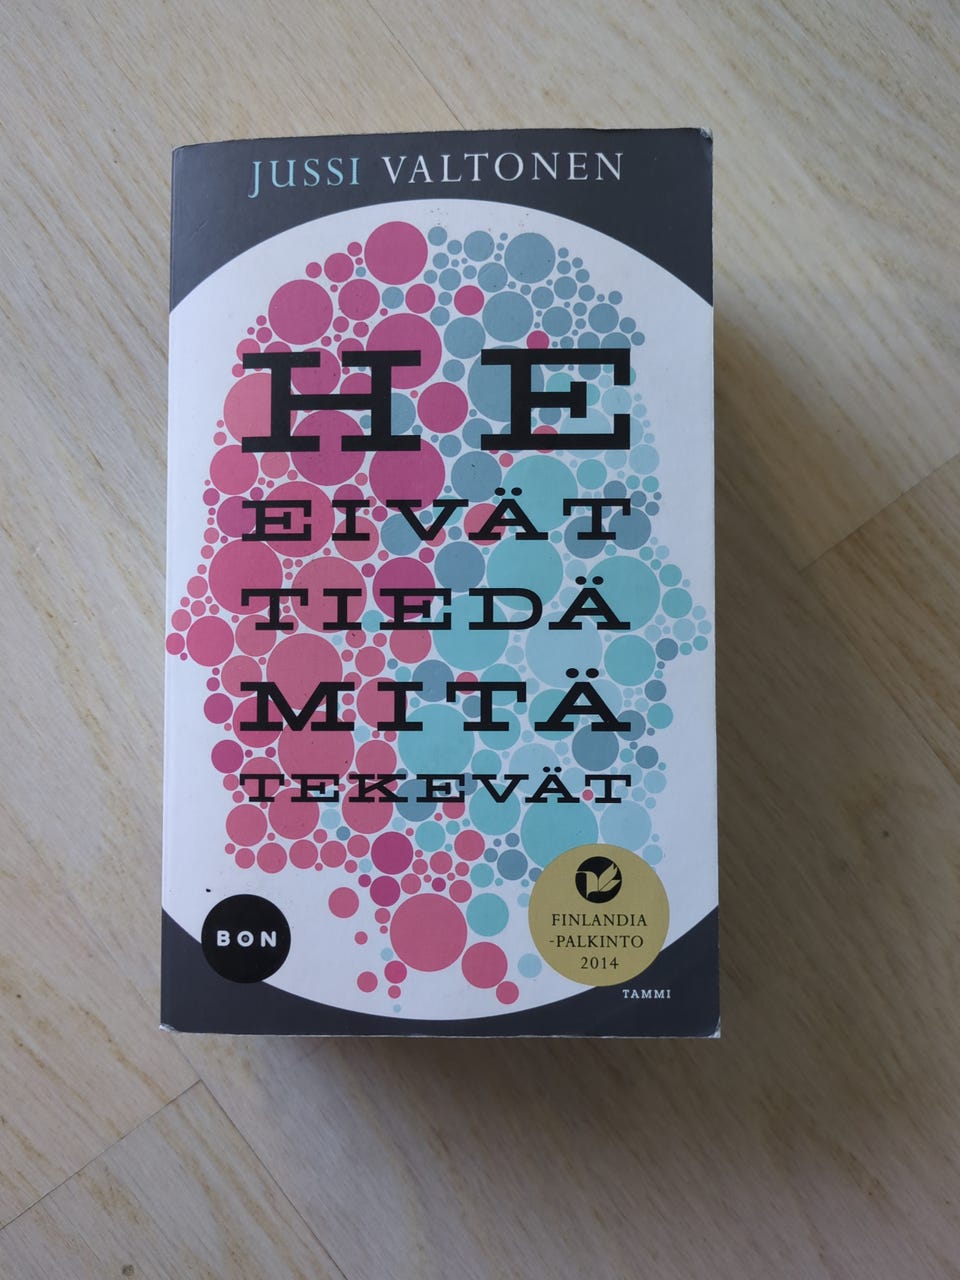 JUSSI VALTONEN
HE
EIVÄT
TIEDÄ
MITÄ
TEKEVÄT
BON
FINLANDIA
-PALKINTO
2014
TAMMI